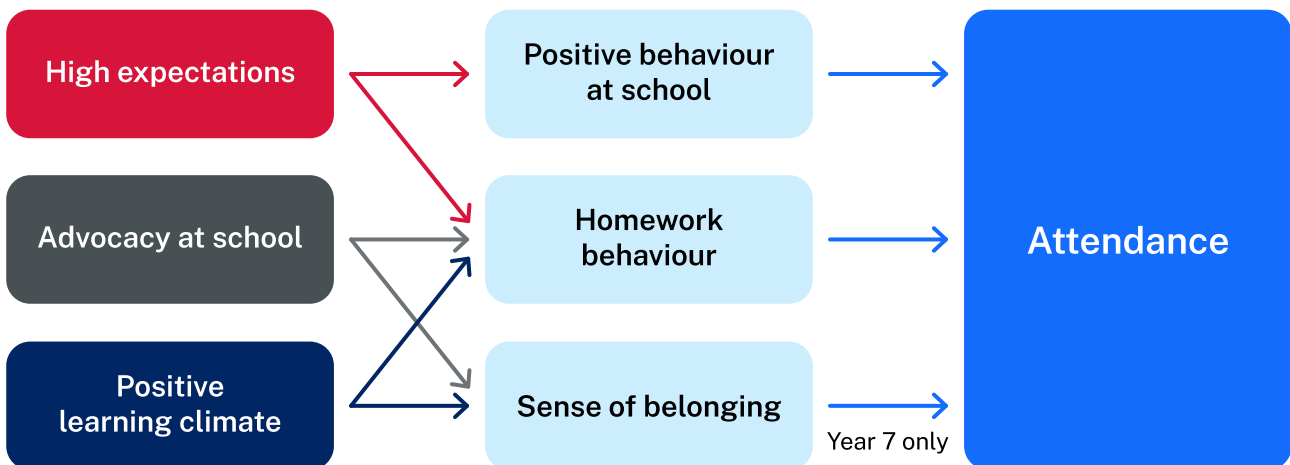 High expectations
Positive behaviour
at school
Advocacy at school
Homework
behaviour
Attendance
Positive
learning climate
Sense of belonging
Year 7 only